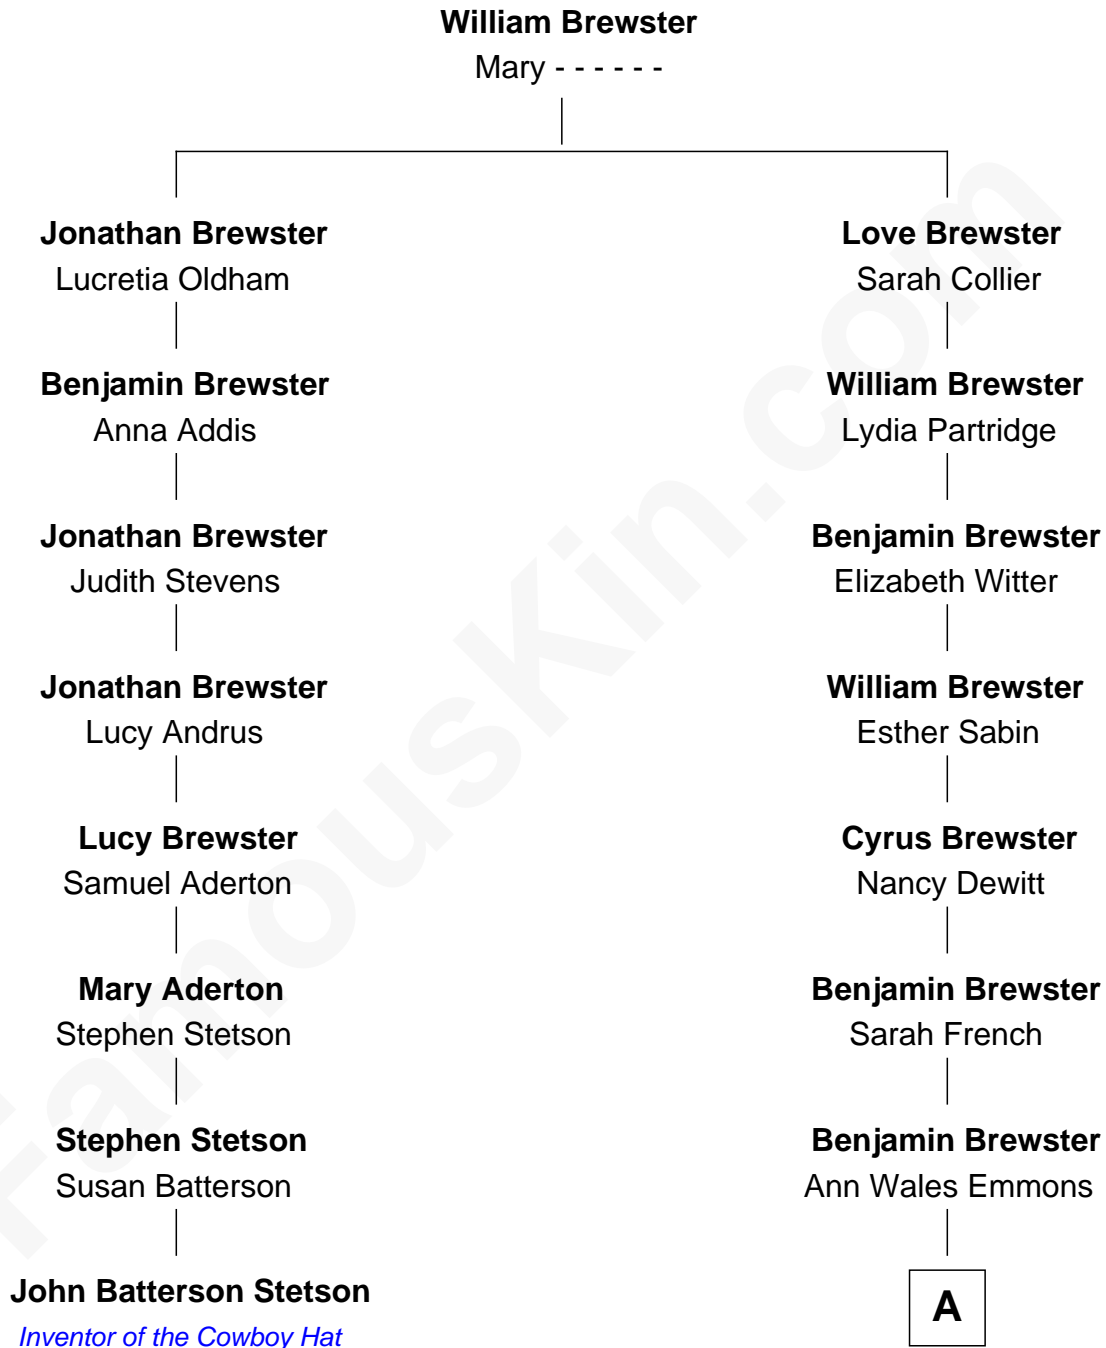 William Brewster
Mary - - - - - -
Jonathan Brewster
Lucretia Oldham
Love Brewster
Sarah Collier
Benjamin Brewster
Anna Addis
William Brewster
Lydia Partridge
Jonathan Brewster
Judith Stevens
Benjamin Brewster
Elizabeth Witter
Jonathan Brewster
Lucy Andrus
William Brewster
Esther Sabin
Lucy Brewster
Samuel Aderton
Cyrus Brewster
Nancy Dewitt
Mary Aderton
Stephen Stetson
Benjamin Brewster
Sarah French
Stephen Stetson
Susan Batterson
Benjamin Brewster
Ann Wales Emmons
John Batterson Stetson
Inventor of the Cowboy Hat
A
FamousKin.com